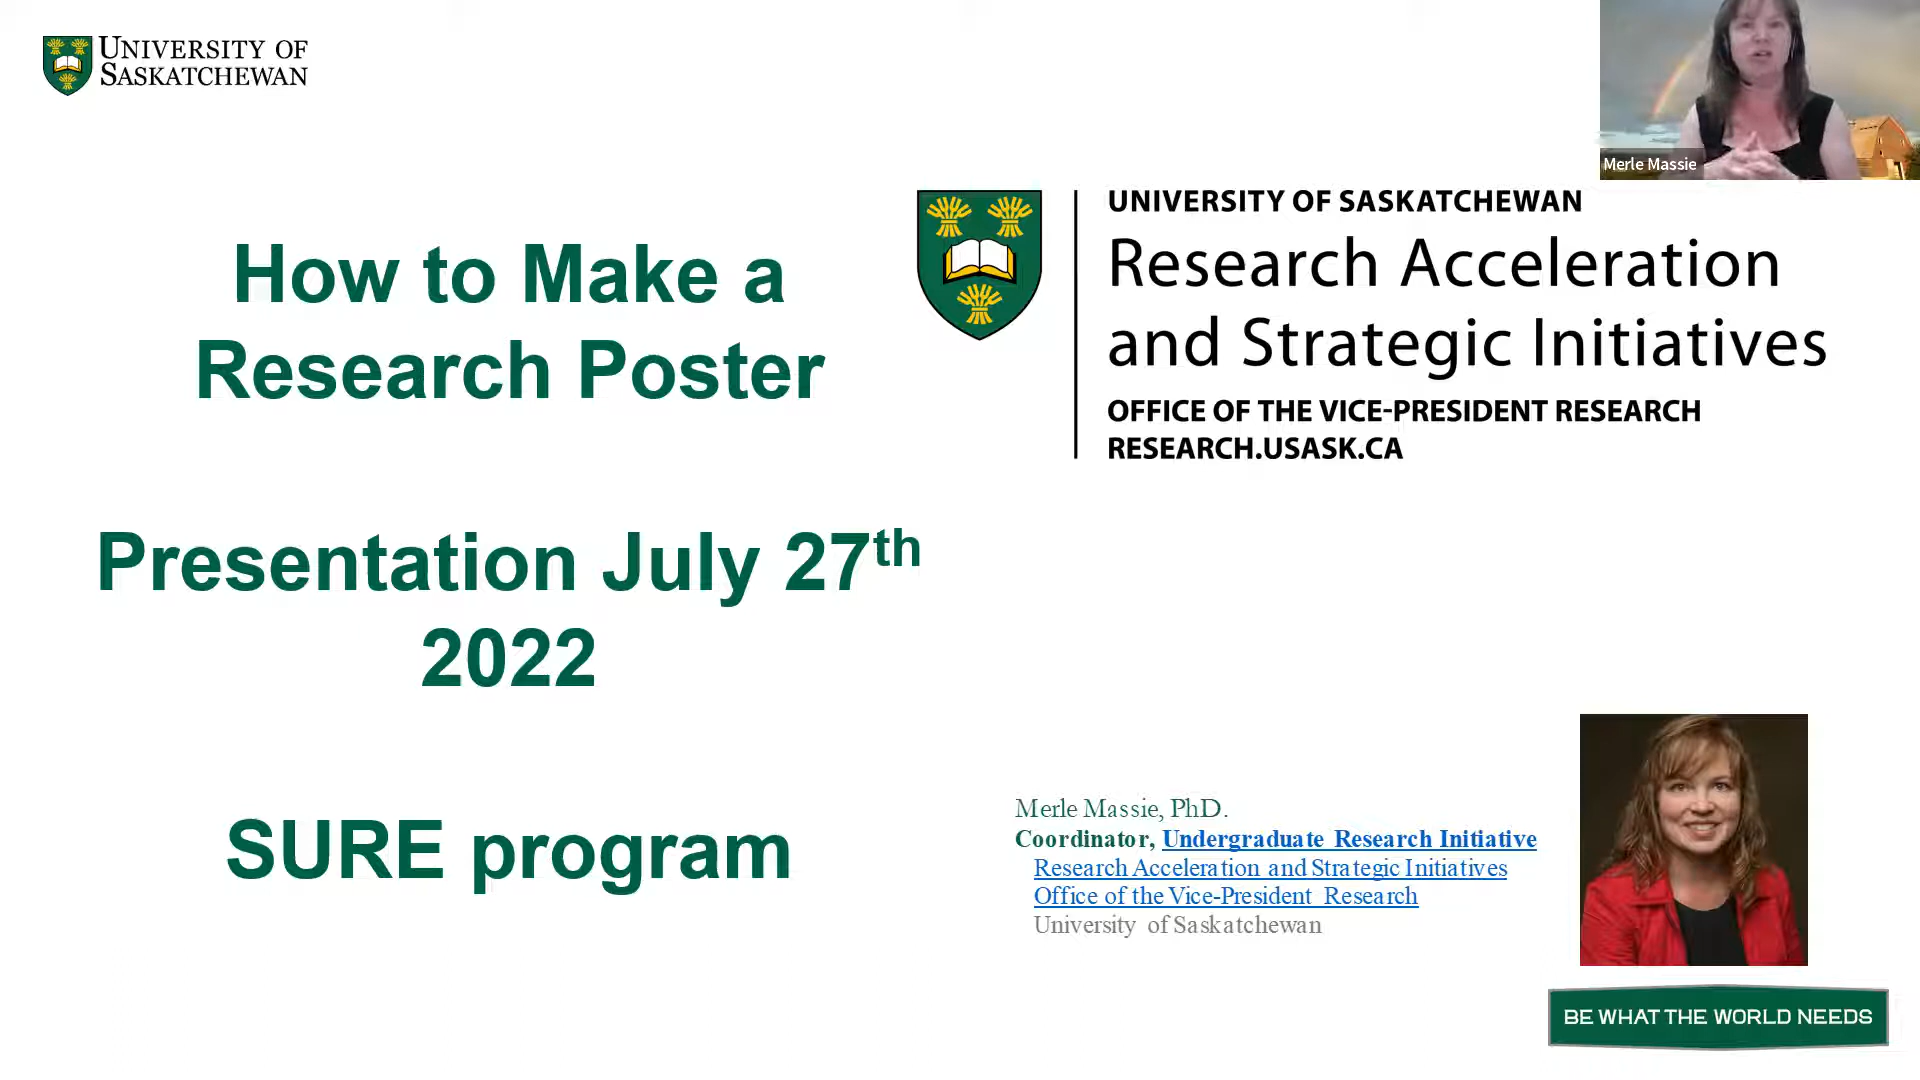 UNIVERSITY OF
SASKATCHEWAN
Merle Massie
How to Make a
Research Poster
Presentation July 27th
2022
SURE program
UNIVERSITY OF SASKATCHEWAN
Research Acceleration
and Strategic Initiatives
OFFICE OF THE VICE-PRESIDENT RESEARCH
RESEARCH.USASK.CA
Merle Massie, PhD.
Coordinator, Undergraduate Research Initiative
Research Acceleration and Strategic Initiatives
Office of the Vice-President Research
University of Saskatchewan
BE WHAT THE WORLD NEEDS